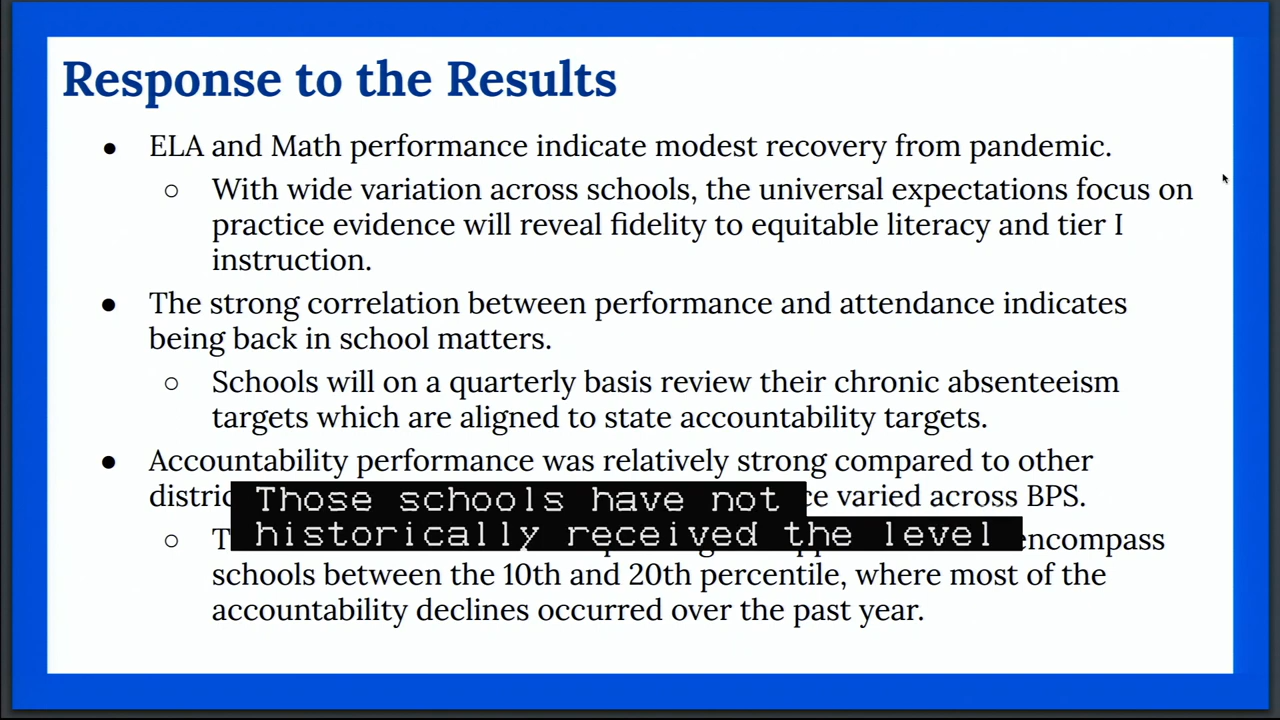 Response to the Results
● ELA and Math performance indicate modest recovery from pandemic.
○ With wide variation across schools, the universal expectations focus on
practice evidence will reveal fidelity to equitable literacy and tier I
instruction.
● The strong correlation between performance and attendance indicates
being back in school matters.
○ Schools will on a quarterly basis review their chronic absenteeism
targets which are aligned to state accountability targets.
● Accountability performance was relatively strong compared to other
varied across BPS.
Those schools have not
historically received the level
○ encompass
schools between the 10th and 20th percentile, where most of the
accountability declines occurred over the past year.